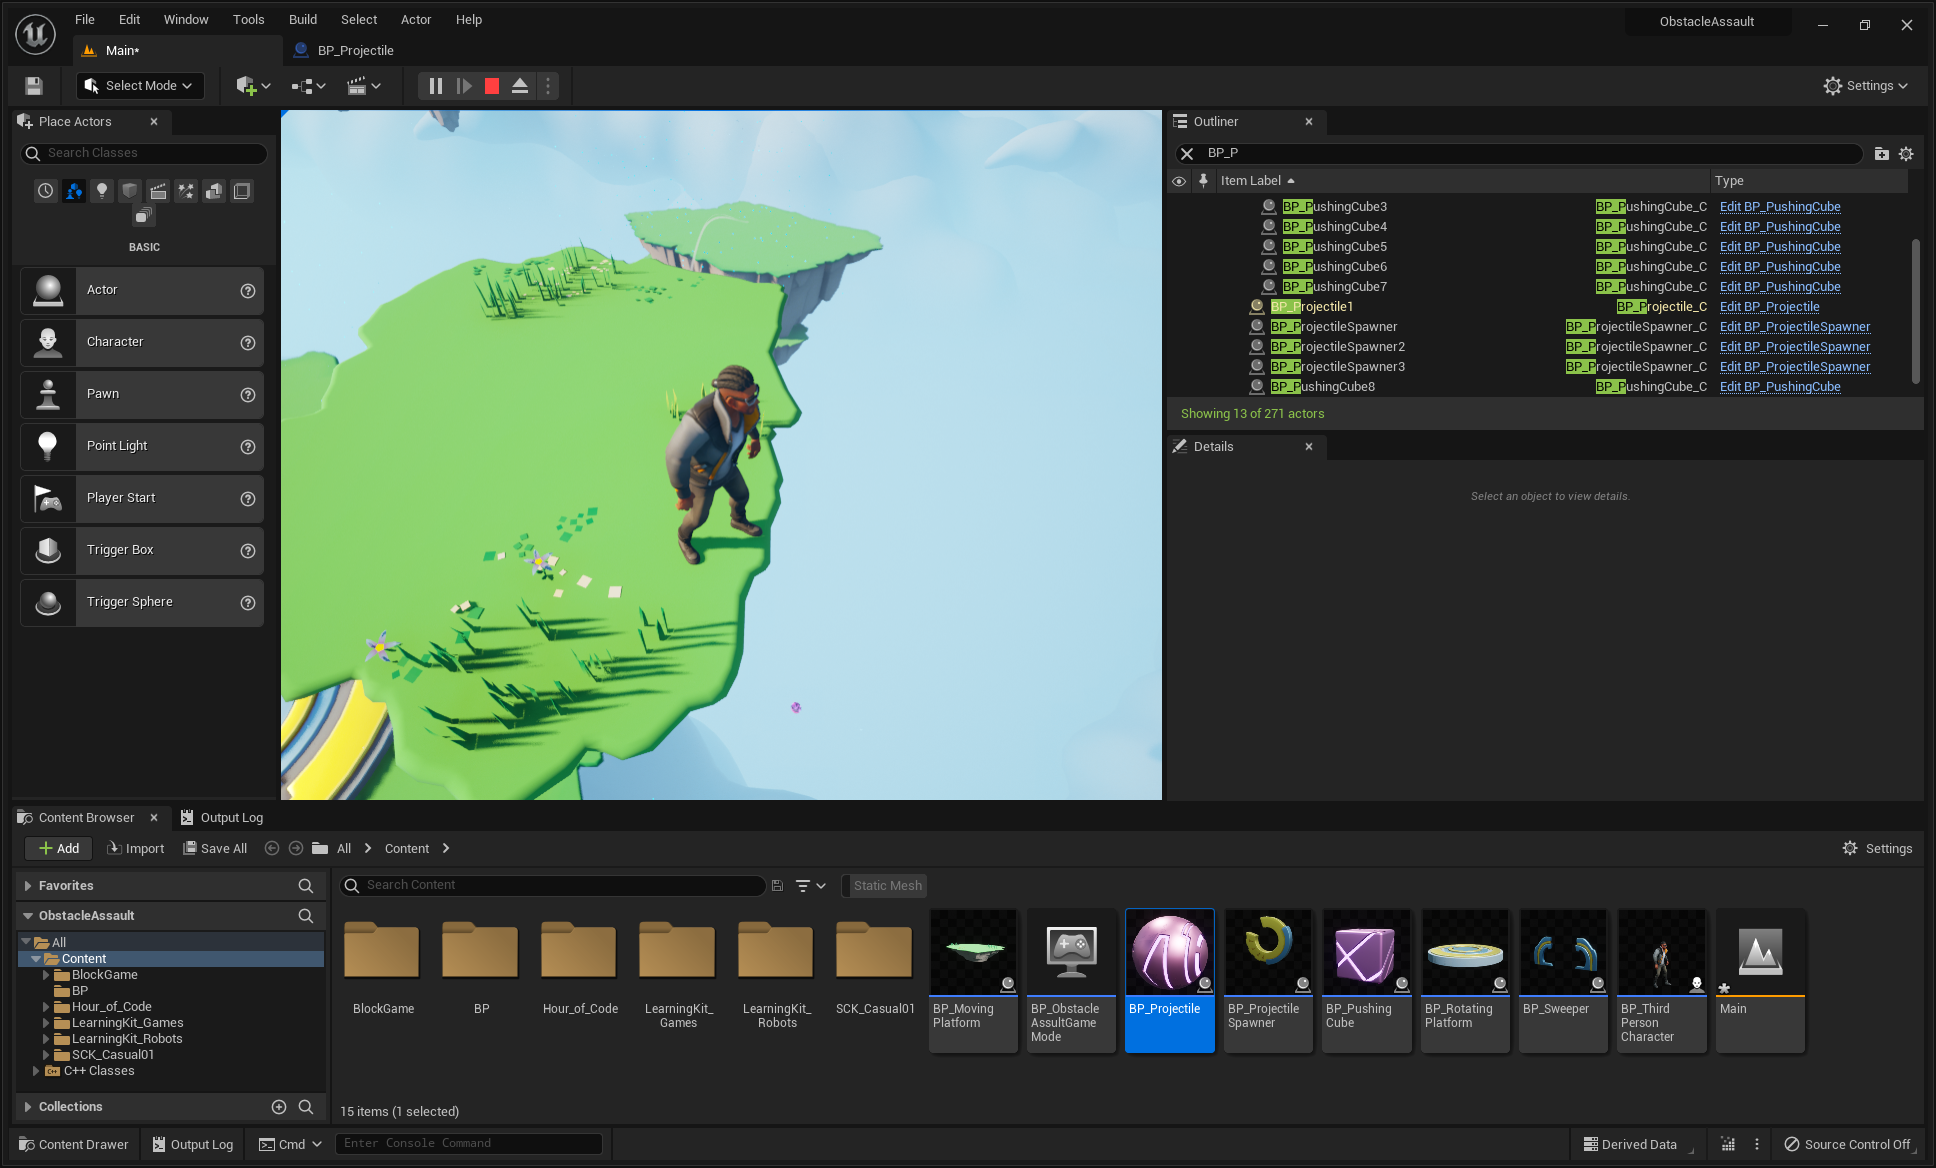 File Edit Window Tools Build Select Actor Help
ObstacleAssault
Main*
BP_Projectile
Select Mode
Settings
Place Actors
Search Classes
BASIC
Actor
Character
Pawn
Point Light
Player Start
Trigger Box
Trigger Sphere
Outliner
BP_P
Item Label Type
BP_PushingCube3 BP_PushingCube_C Edit BP_PushingCube
BP_PushingCube4 BP_PushingCube_C Edit BP_PushingCube
BP_PushingCube5 BP_PushingCube_C Edit BP_PushingCube
BP_PushingCube6 BP_PushingCube_C Edit BP_PushingCube
BP_PushingCube7 BP_PushingCube_C Edit BP_PushingCube
BP_Projectile1 BP_Projectile_C Edit BP_Projectile
BP_ProjectileSpawner BP_ProjectileSpawner_C Edit BP_ProjectileSpawner
BP_ProjectileSpawner2 BP_ProjectileSpawner_C Edit BP_ProjectileSpawner
BP_ProjectileSpawner3 BP_ProjectileSpawner_C Edit BP_ProjectileSpawner
BP_PushingCube8 BP_PushingCube_C Edit BP_PushingCube
Showing 13 of 271 actors
Details
Select an object to view details.
Content Browser
Output Log
Add Import Save All All Content Settings
Favorites
ObstacleAssault
All
Content
BlockGame
BP
Hour_of_Code
LearningKit_Games
LearningKit_Robots
SCK_Casual01
C++ Classes
Collections
Search Content
Static Mesh
BlockGame
BP
Hour_of_Code
LearningKit_
Games
LearningKit_
Robots
SCK_Casual01
BP_Moving
Platform
BP_Obstacle
AssultGame
Mode
BP_Projectile
BP_Projectile
Spawner
BP_Pushing
Cube
BP_Rotating
Platform
BP_Sweeper
BP_Third
Person
Character
Main
15 items (1 selected)
Content Drawer Output Log Cmd Enter Console Command Derived Data Source Control Off